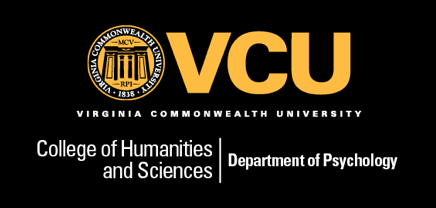 VIRGINIA COMMONWEALTH UNIVERSITY
MCV
RPI
1838
VCU
VIRGINIA COMMONWEALTH UNIVERSITY
College of Humanities
and Sciences
Department of Psychology